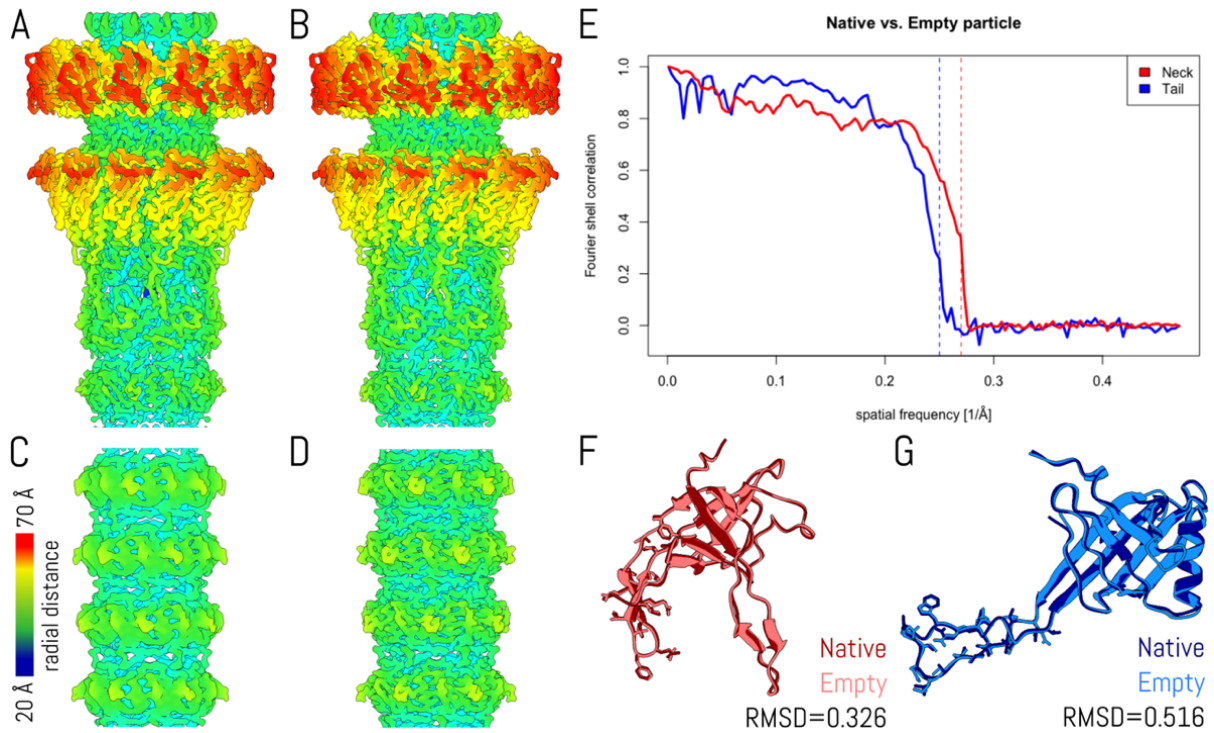 A
B
E
Native vs. Empty particle
Neck
Tail
1.0
0.8
0.6
0.4
0.2
0.0
Fourier shell correlation
0.0
0.1
0.2
0.3
0.4
spatial frequency [1/Å]
C
D
F
G
20 Å
70 Å
radial distance
Native
Empty
RMSD=0.326
Native
Empty
RMSD=0.516